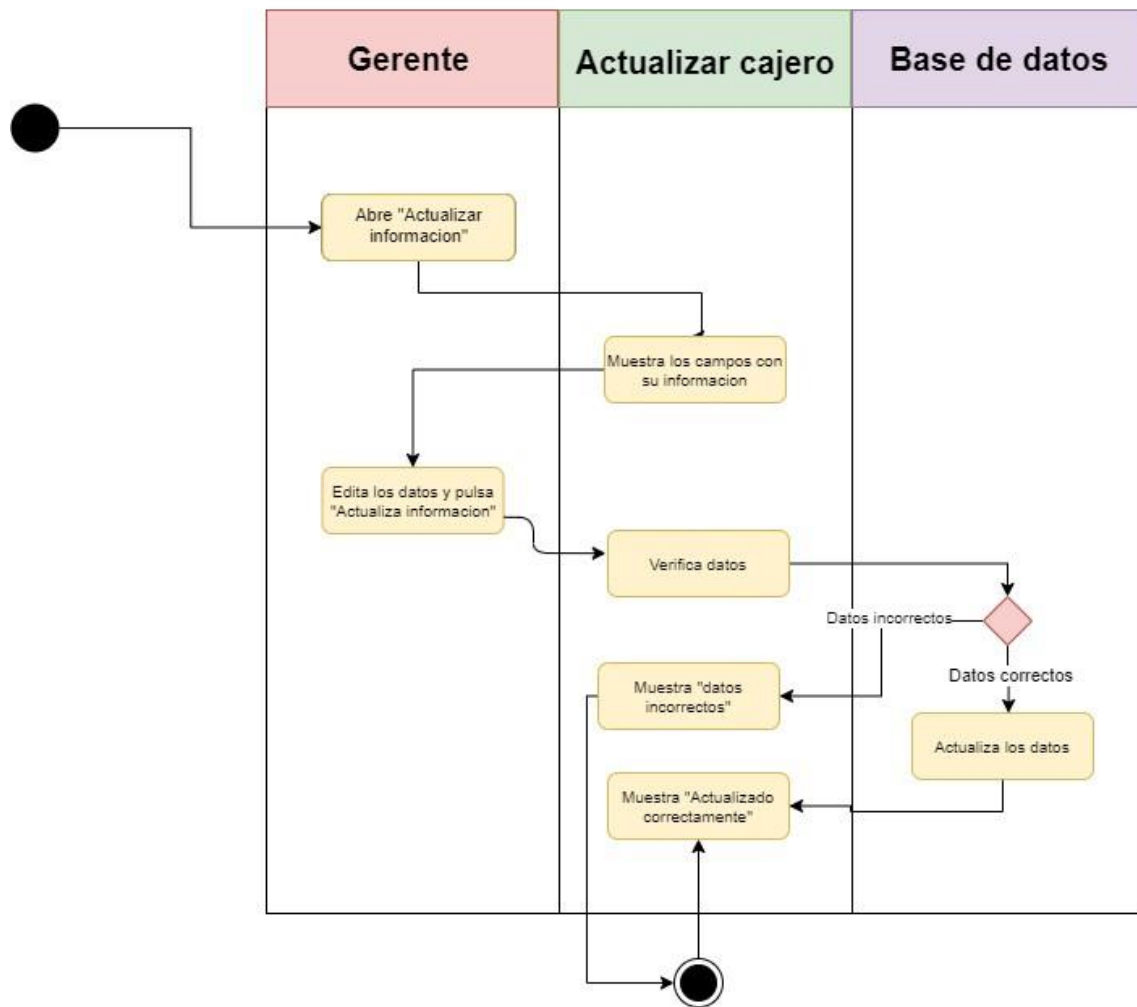 Gerente
Actualizar cajero
Base de datos
Abre "Actualizar
informacion"
Muestra los campos con
su informacion
Edita los datos y pulsa
"Actualiza informacion"
Verifica datos
Datos incorrectos
Datos correctos
Muestra "datos
incorrectos"
Actualiza los datos
Muestra "Actualizado
correctamente"